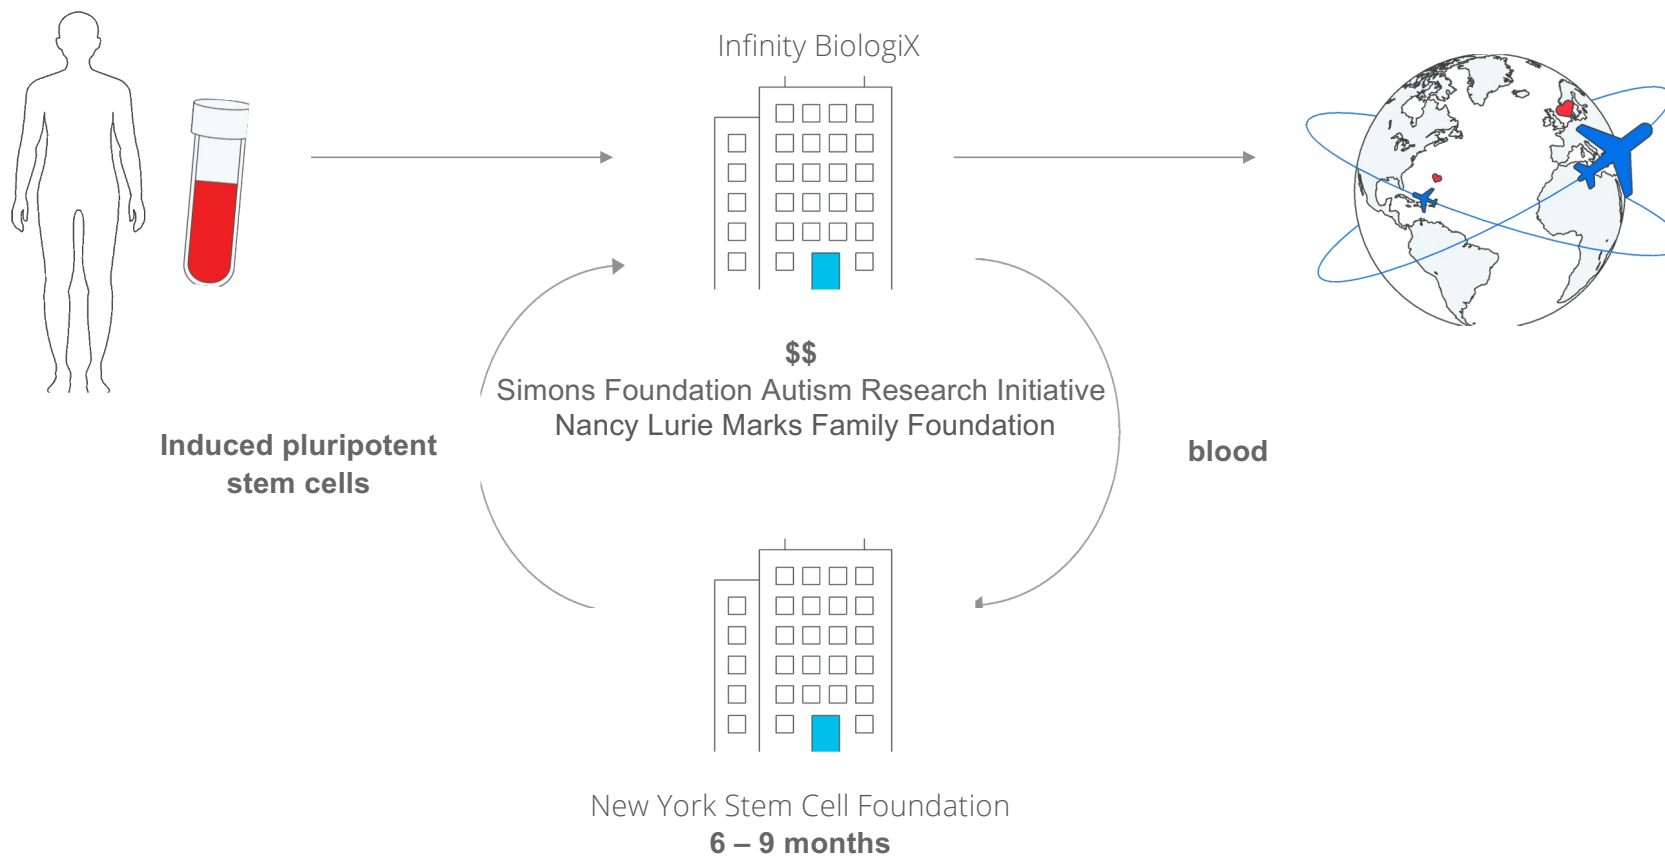 Infinity BiologiX
$$
Simons Foundation Autism Research Initiative
Nancy Lurie Marks Family Foundation
Induced pluripotent
stem cells
blood
New York Stem Cell Foundation
6 – 9 months